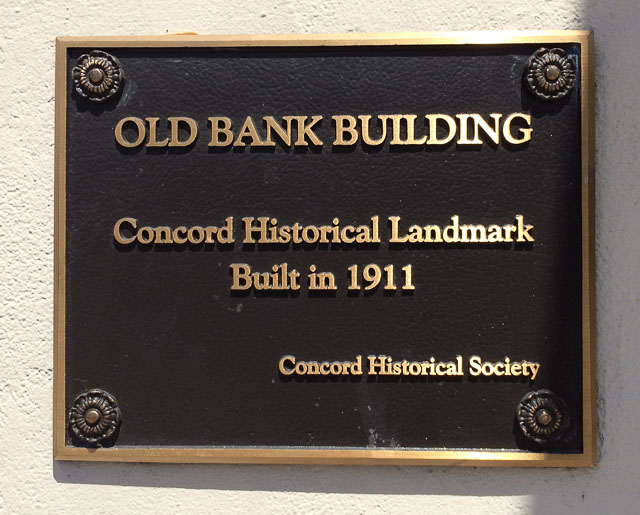 OLD BANK BUILDING
Concord Historical Landmark
Built in 1911
Concord Historical Society